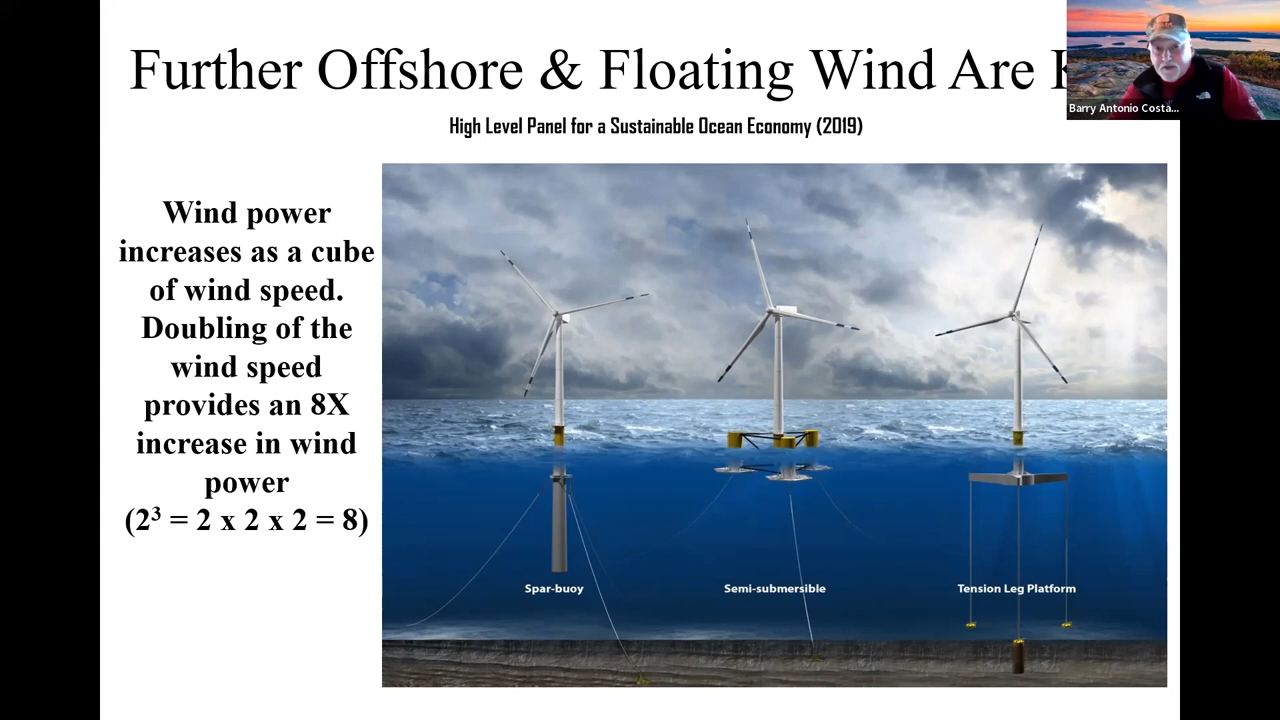 Further Offshore & Floating Wind Are
Barry Antonio Costa...
High Level Panel for a Sustainable Ocean Economy (2019)
Wind power
increases as a cube
of wind speed.
Doubling of the
wind speed
provides an 8X
increase in wind
power
(2³ = 2 x 2 x 2 = 8)
Spar-buoy
Semi-submersible
Tension Leg Platform